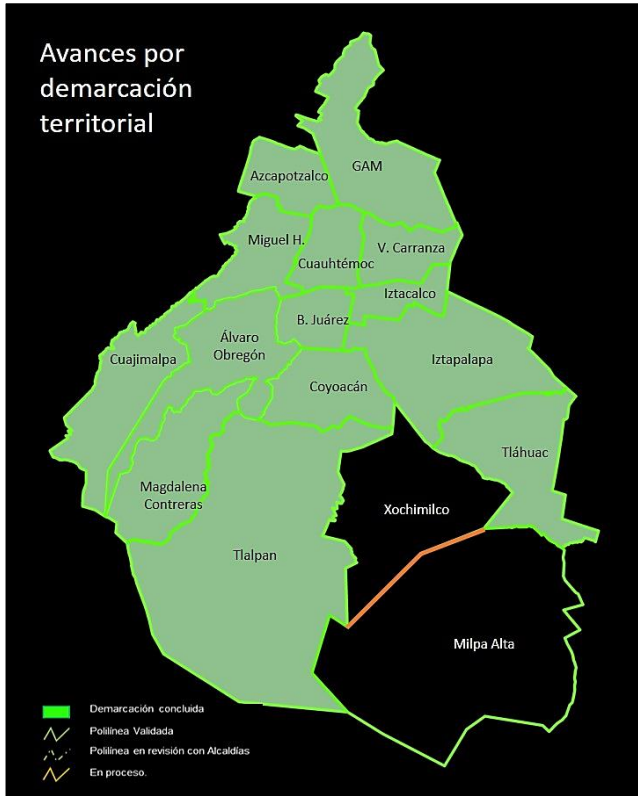 Avances por
demarcación
territorial
GAM
Azcapotzalco
Miguel H.
V. Carranza
Cuauhtémoc
Iztacalco
B. Juárez
Álvaro
Obregón
Cuajimalpa
Iztapalapa
Coyoacán
Tláhuac
Magdalena
Contreras
Xochimilco
Tlalpan
Milpa Alta
Demarcación concluida
Polilínea Validada
Polilínea en revisión con Alcaldías
En proceso.